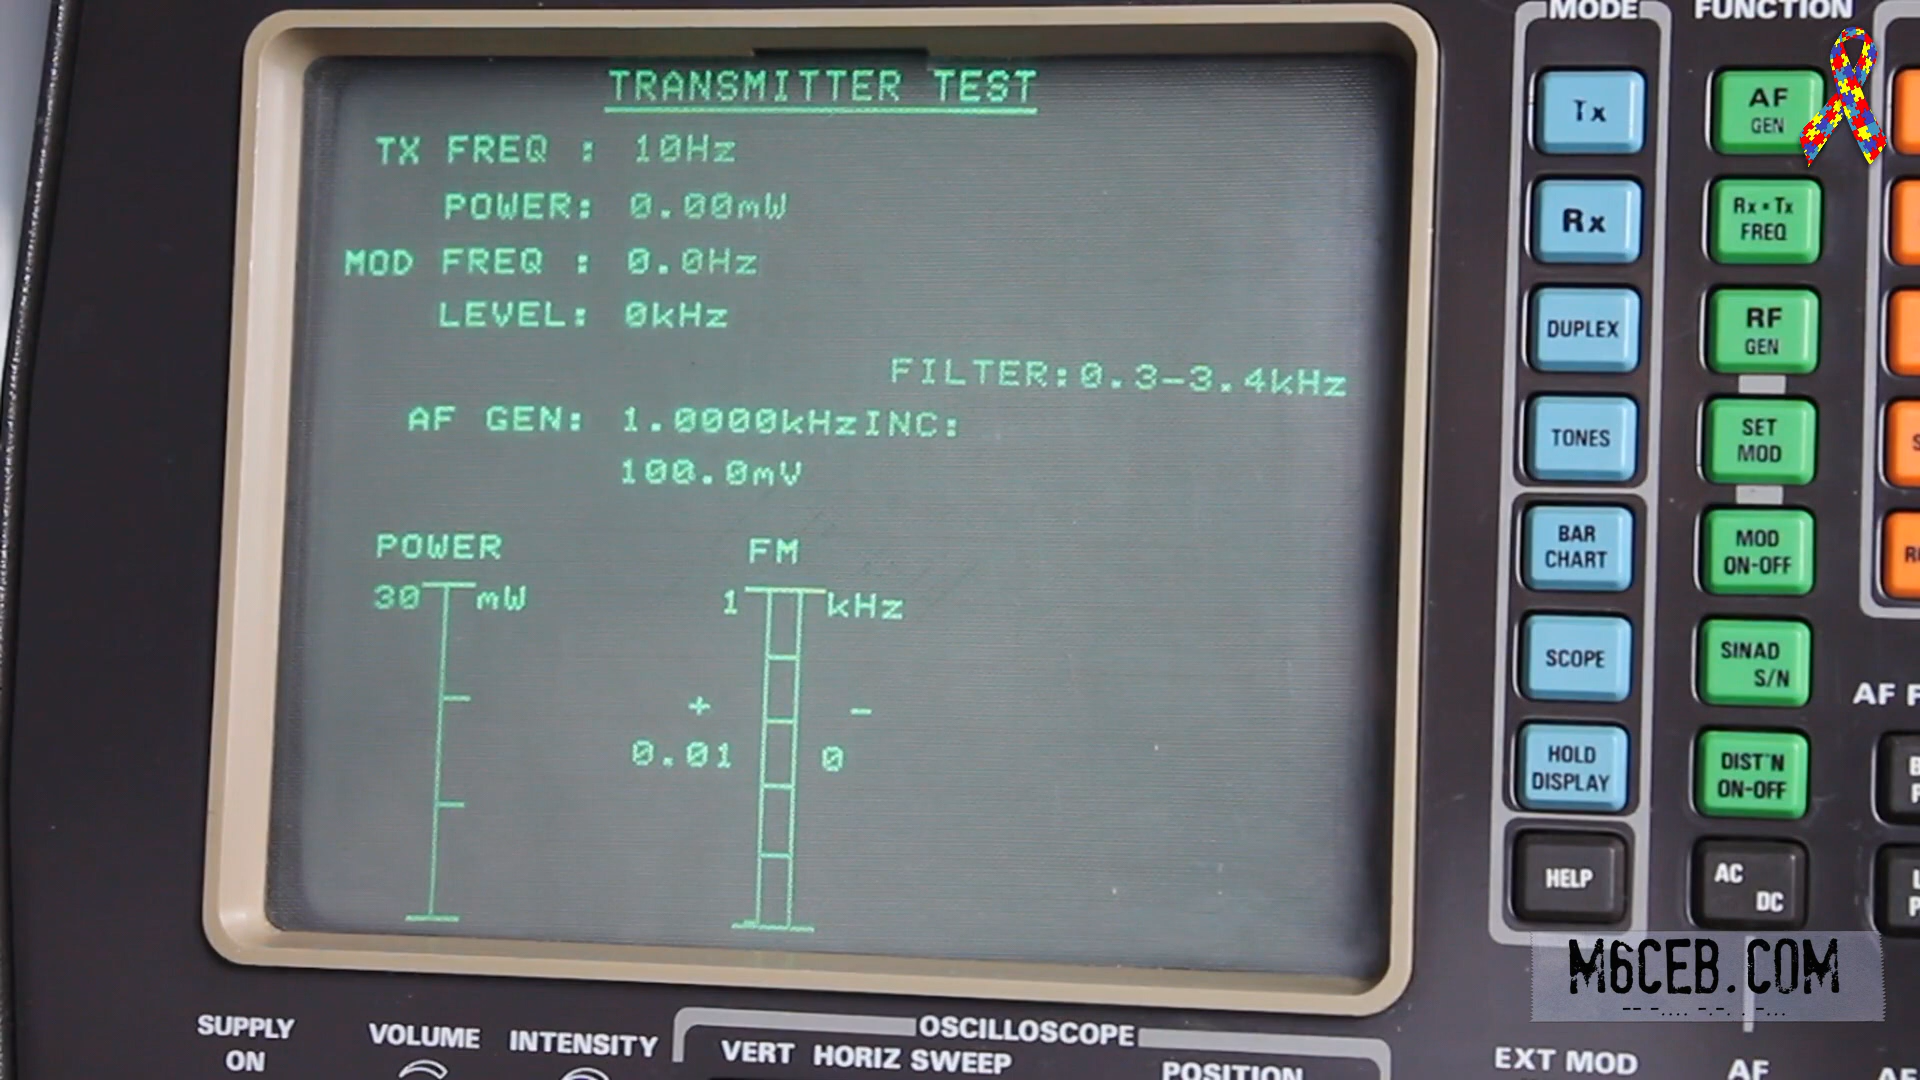 TRANSMITTER TEST
TX FREQ : 10Hz
POWER: 0.00mW
MOD FREQ : 0.0Hz
LEVEL: 0kHz
FILTER:0.3-3.4kHz
AF GEN: 1.0000kHz INC:
100.0mV
POWER
30 mW
FM
1 kHz
+ -
0.01 0
MODE
Tx
Rx
DUPLEX
TONES
BAR
CHART
SCOPE
HOLD
DISPLAY
HELP
FUNCTION
AF
GEN
Rx•Tx
FREQ
RF
GEN
SET
MOD
MOD
ON-OFF
SINAD
S/N
DIST'N
ON-OFF
AC
DC
AF
M6CEB.COM
SUPPLY
ON
VOLUME
INTENSITY
OSCILLOSCOPE
VERT HORIZ SWEEP
POSITION
EXT MOD
AF